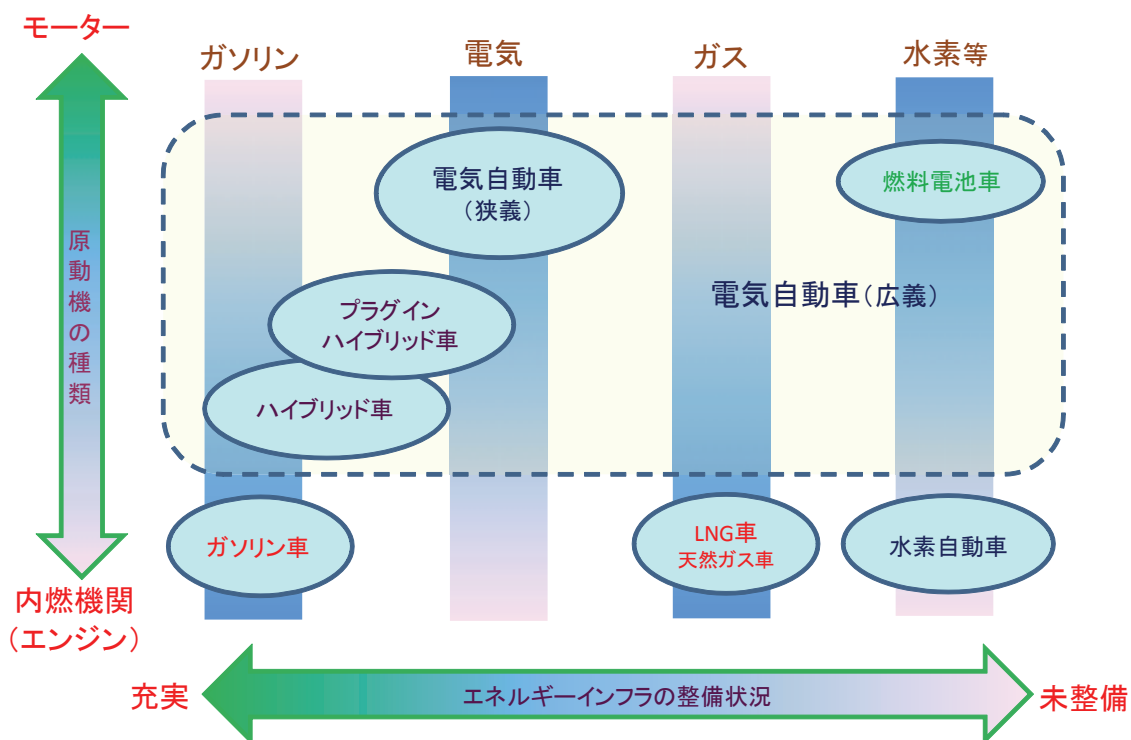 モーター
ガソリン
電気
ガス
水素等
電気自動車
(狭義)
燃料電池車
原動機の種類
電気自動車(広義)
プラグイン
ハイブリッド車
ハイブリッド車
ガソリン車
LNG車
天然ガス車
水素自動車
内燃機関
(エンジン)
充実
エネルギーインフラの整備状況
未整備